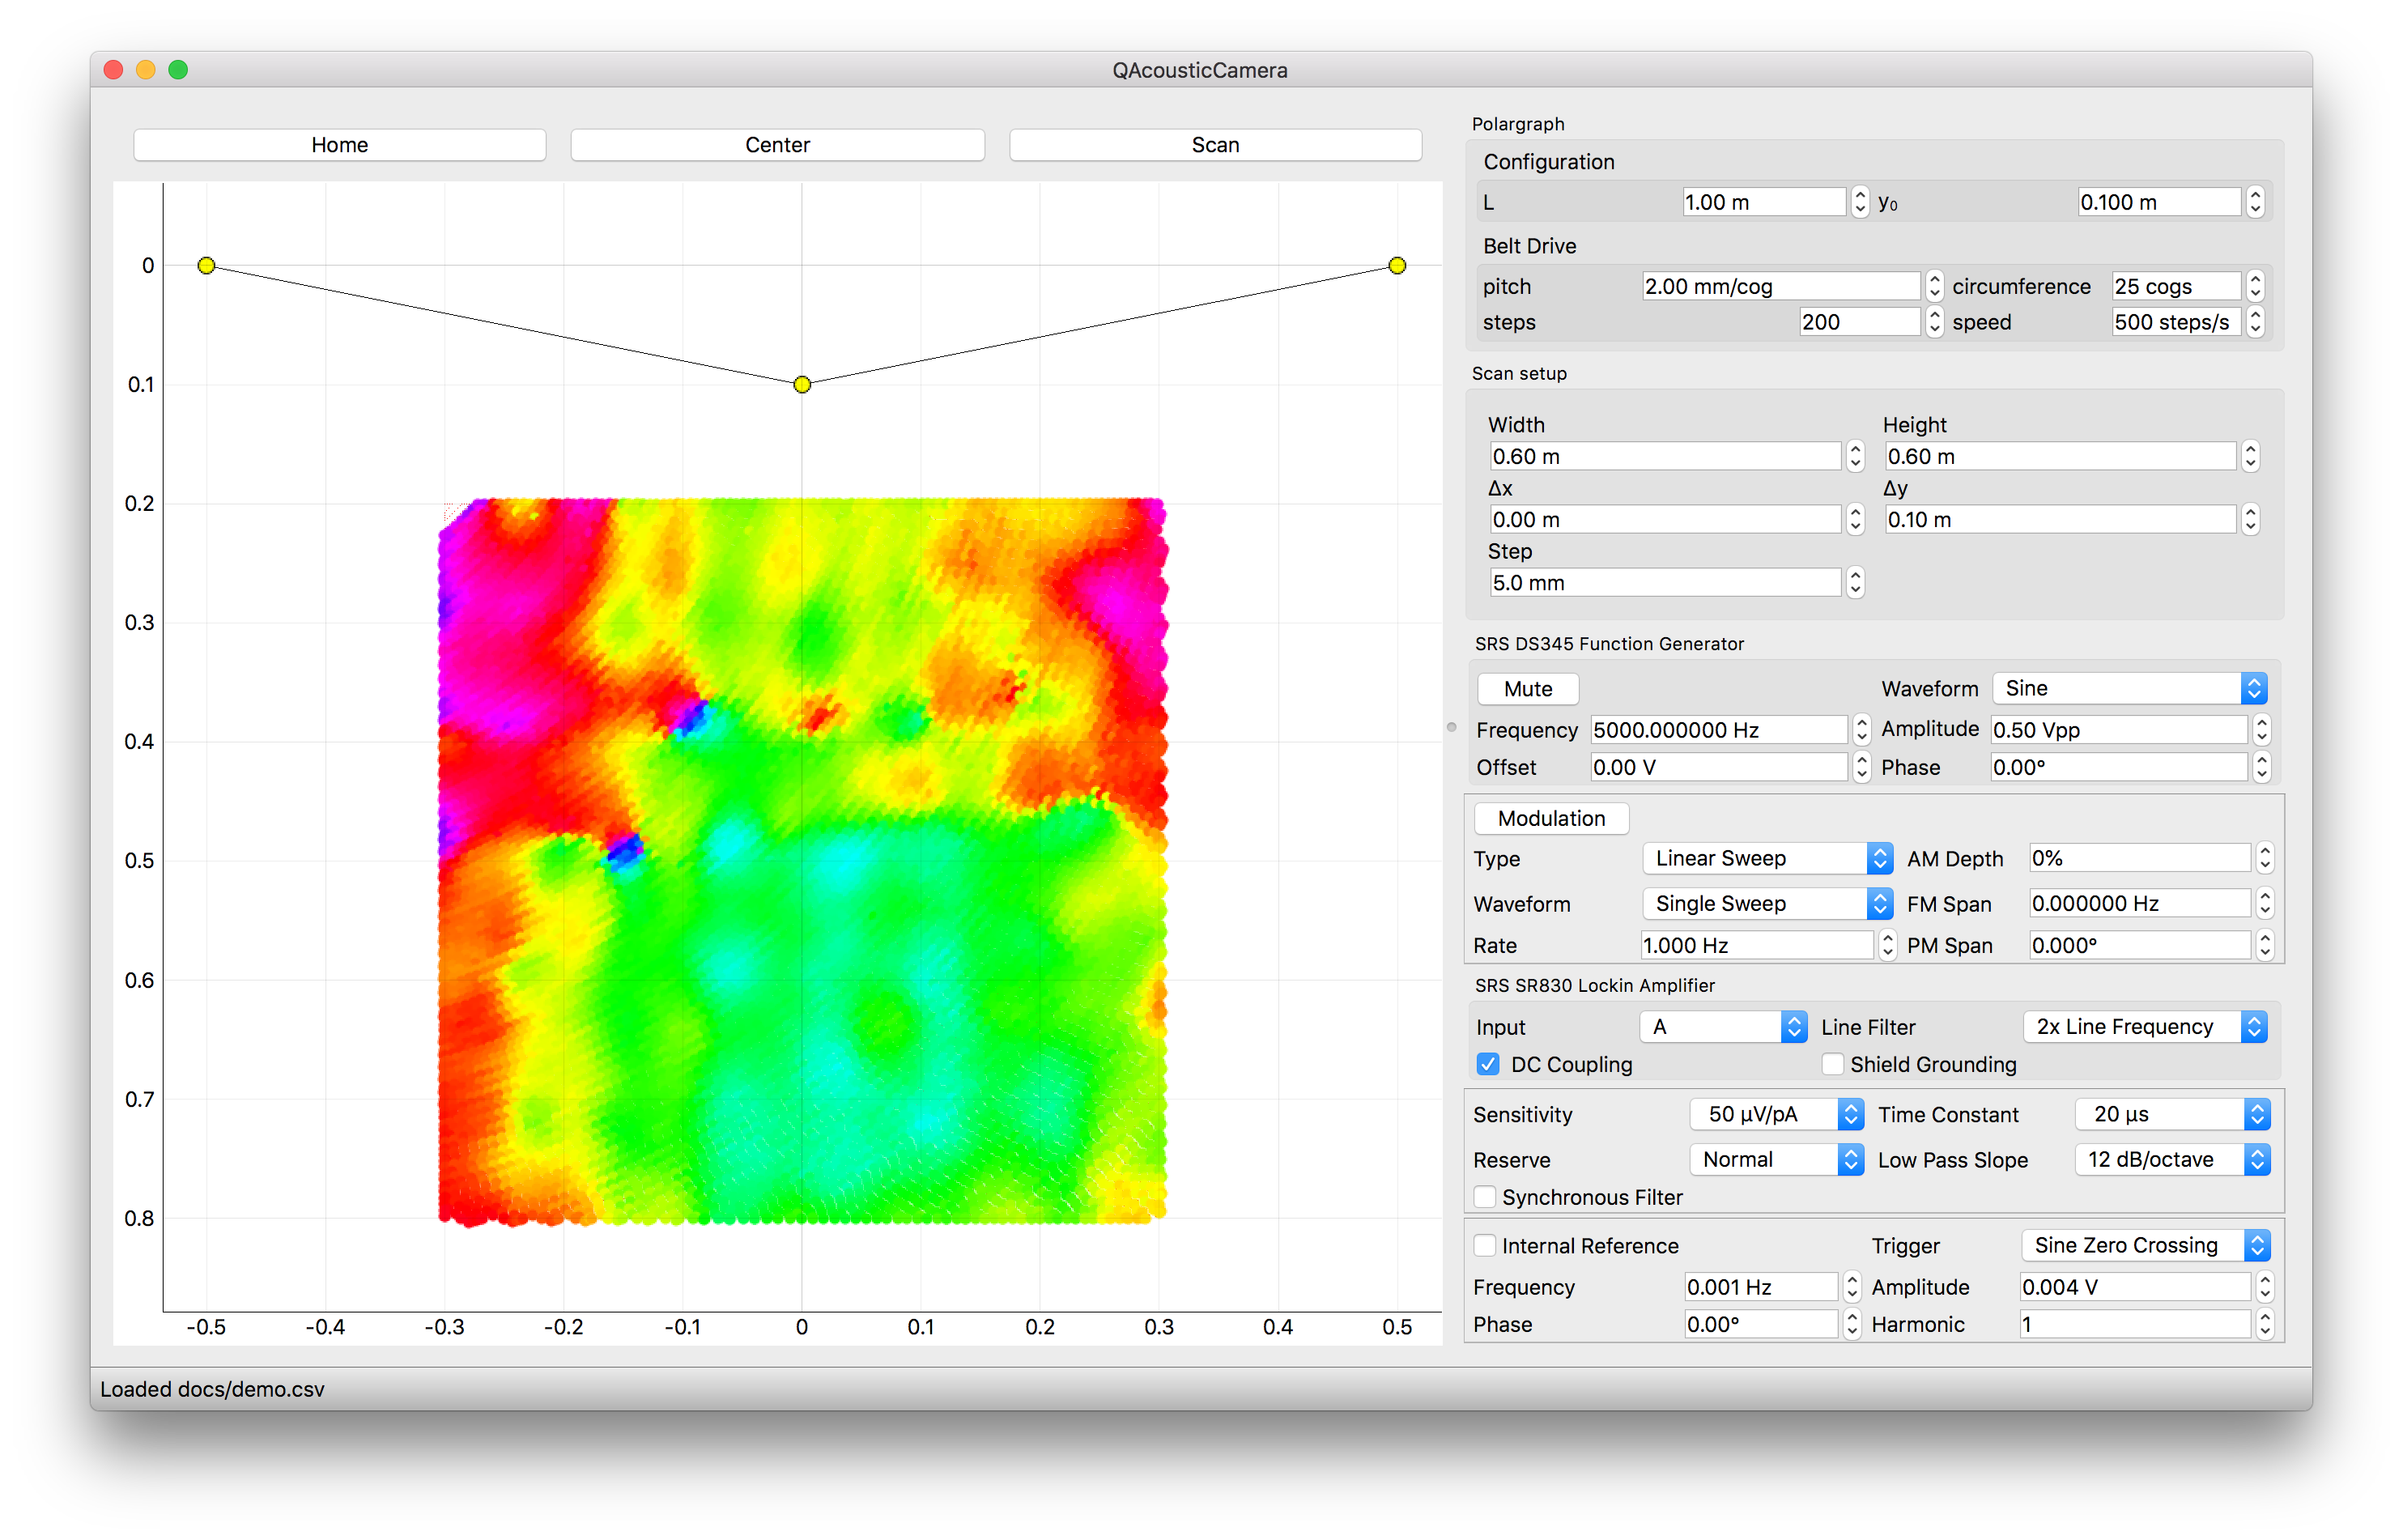 QAcousticCamera
Home Center Scan
0
0.1
0.2
0.3
0.4
0.5
0.6
0.7
0.8
-0.5 -0.4 -0.3 -0.2 -0.1 0 0.1 0.2 0.3 0.4 0.5
Polargraph
Configuration
L 1.00 m y₀ 0.100 m
Belt Drive
pitch 2.00 mm/cog circumference 25 cogs
steps 200 speed 500 steps/s
Scan setup
Width Height
0.60 m 0.60 m
Δx Δy
0.00 m 0.10 m
Step
5.0 mm
SRS DS345 Function Generator
Mute Waveform Sine
Frequency 5000.000000 Hz Amplitude 0.50 Vpp
Offset 0.00 V Phase 0.00°
Modulation
Type Linear Sweep AM Depth 0%
Waveform Single Sweep FM Span 0.000000 Hz
Rate 1.000 Hz PM Span 0.000°
SRS SR830 Lockin Amplifier
Input A Line Filter 2x Line Frequency
DC Coupling Shield Grounding
Sensitivity 50 µV/pA Time Constant 20 µs
Reserve Normal Low Pass Slope 12 dB/octave
Synchronous Filter
Internal Reference Trigger Sine Zero Crossing
Frequency 0.001 Hz Amplitude 0.004 V
Phase 0.00° Harmonic 1
Loaded docs/demo.csv